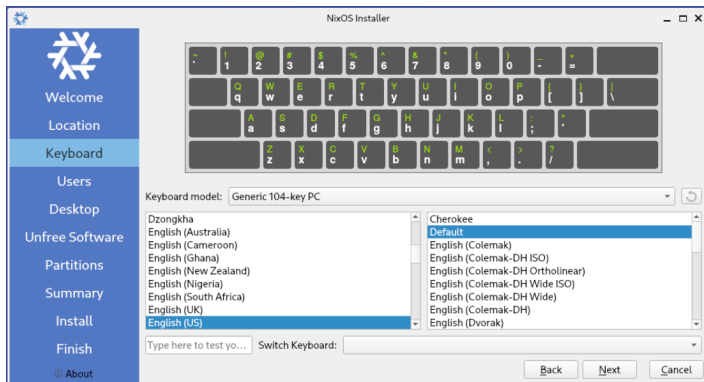 NixOS Installer
Welcome
Location
Keyboard
Users
Desktop
Unfree Software
Partitions
Summary
Install
Finish
About
~ ! @ # $ % ^ & * ( ) _ +
` 1 2 3 4 5 6 7 8 9 0 - =
Q W E R T Y U I O P { } |
q w e r t y u i o p [ ] \
A S D F G H J K L : "
a s d f g h j k l ; '
Z X C V B N M < > ?
z x c v b n m , . /
Keyboard model: Generic 104-key PC
Dzongkha
English (Australia)
English (Cameroon)
English (Ghana)
English (New Zealand)
English (Nigeria)
English (South Africa)
English (UK)
English (US)
Cherokee
Default
English (Colemak)
English (Colemak-DH ISO)
English (Colemak-DH Ortholinear)
English (Colemak-DH Wide ISO)
English (Colemak-DH Wide)
English (Colemak-DH)
English (Dvorak)
Type here to test yo... Switch Keyboard:
Back Next Cancel